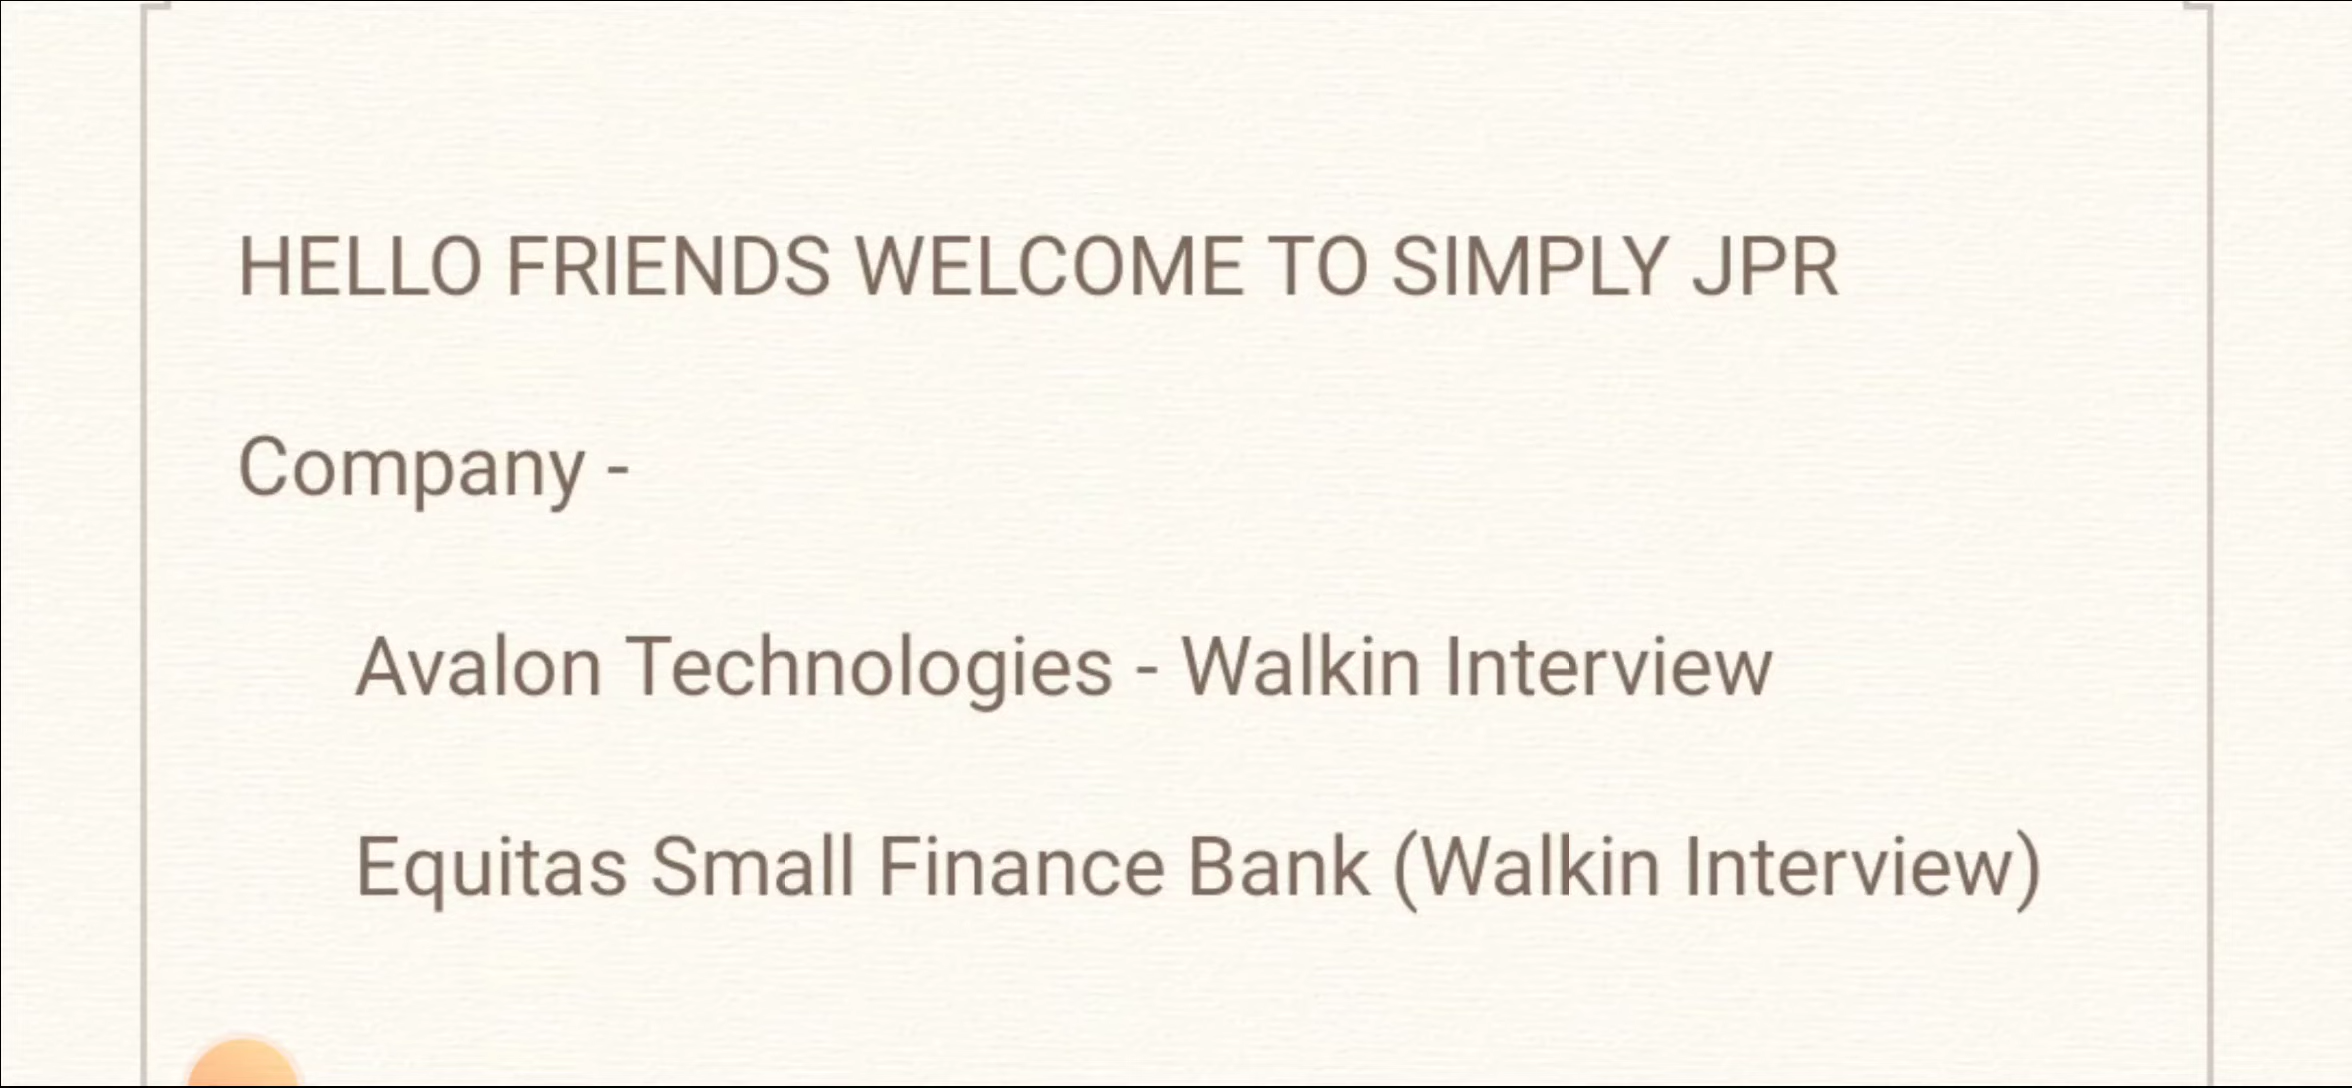 HELLO FRIENDS WELCOME TO SIMPLY JPR
Company -
Avalon Technologies - Walkin Interview
Equitas Small Finance Bank (Walkin Interview)